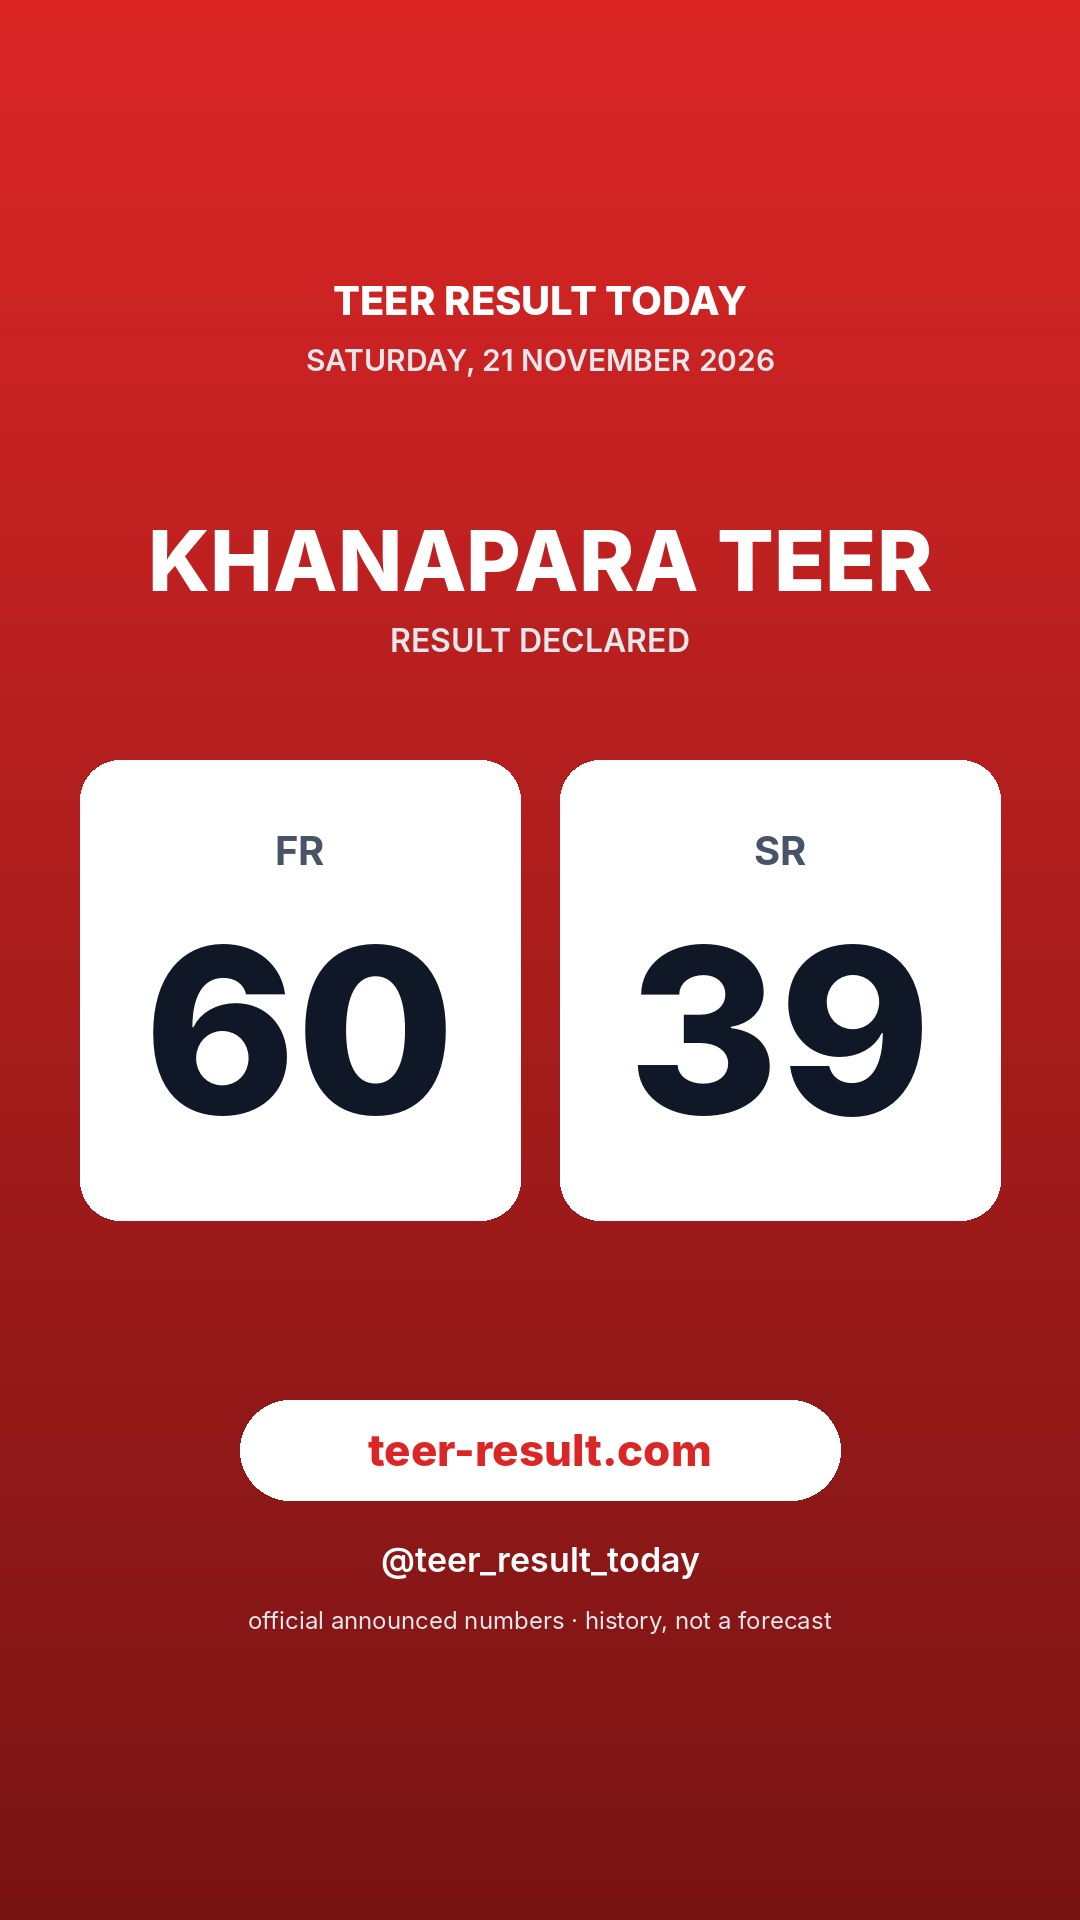 TEER RESULT TODAY
SATURDAY, 21 NOVEMBER 2026
KHANAPARA TEER
RESULT DECLARED
FR
60
SR
39
teer-result.com
@teer_result_today
official announced numbers · history, not a forecast